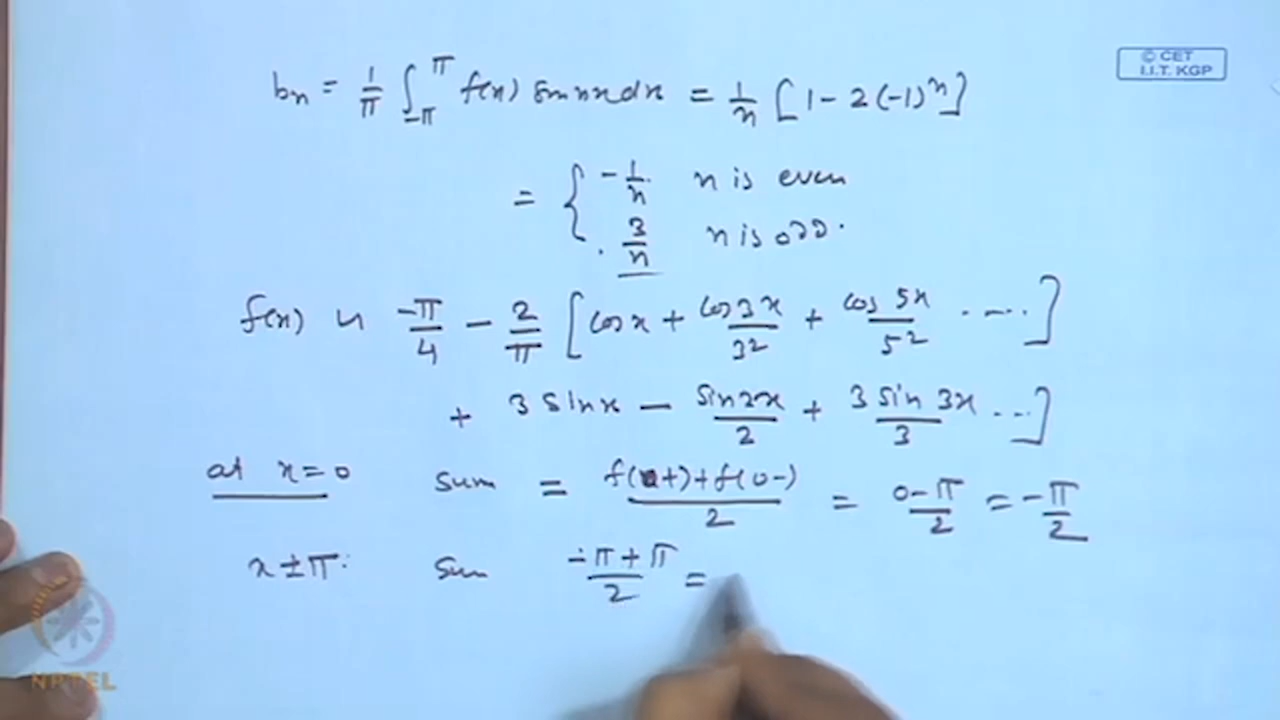 © CET
I.I.T. KGP
bn = 1/π ∫_{-π}^{π} f(x) sin nx dx = 1/n [1 - 2(-1)^n]
= { -1/n n is even
3/n n is odd.
f(x) ~ -π/4 - 2/π [cos x + cos 3x/3² + cos 5x/5² .....]
+ 3 sin x - sin 2x/2 + 3 sin 3x/3 ...]
at x=0 sum = f(0+)+f(0-)/2 = 0-π/2 = -π/2
x ± π: sum -π+π/2 =
NPTEL